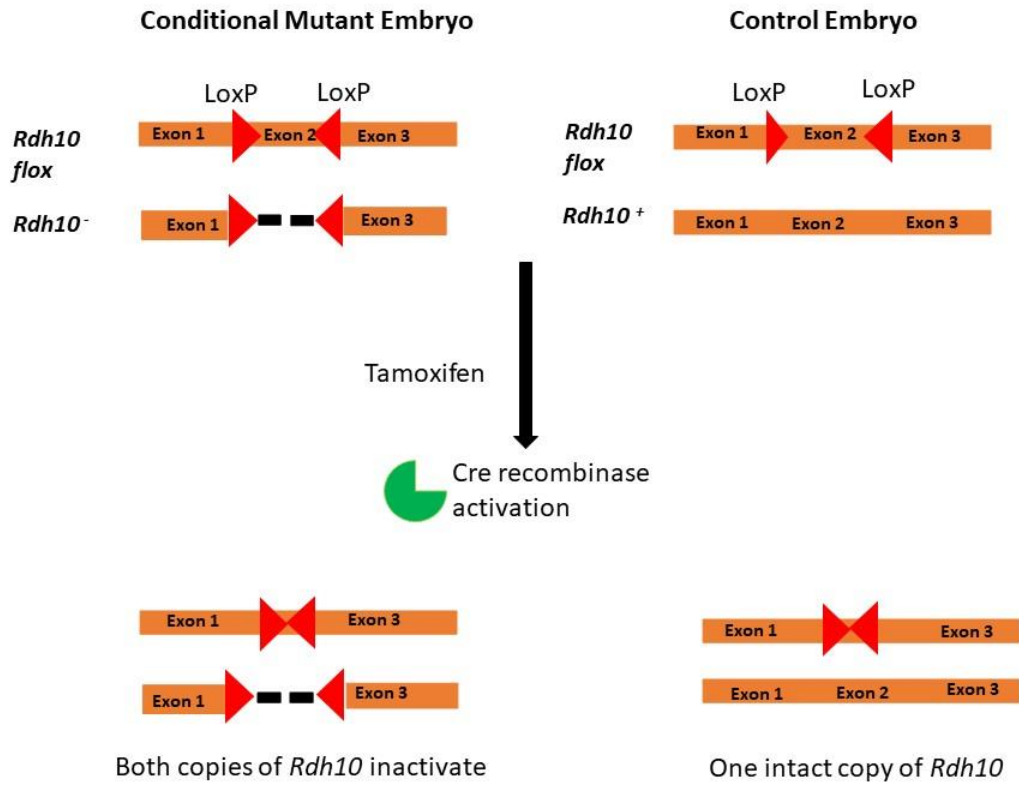 Conditional Mutant Embryo
Control Embryo
LoxP LoxP
LoxP LoxP
Rdh10 flox
Exon 1 Exon 2 Exon 3
Rdh10 flox
Exon 1 Exon 2 Exon 3
Rdh10 -
Exon 1 Exon 3
Rdh10 +
Exon 1 Exon 2 Exon 3
Tamoxifen
Cre recombinase
activation
Exon 1 Exon 3
Exon 1 Exon 3
Exon 1 Exon 3
Exon 1 Exon 2 Exon 3
Both copies of Rdh10 inactivate
One intact copy of Rdh10